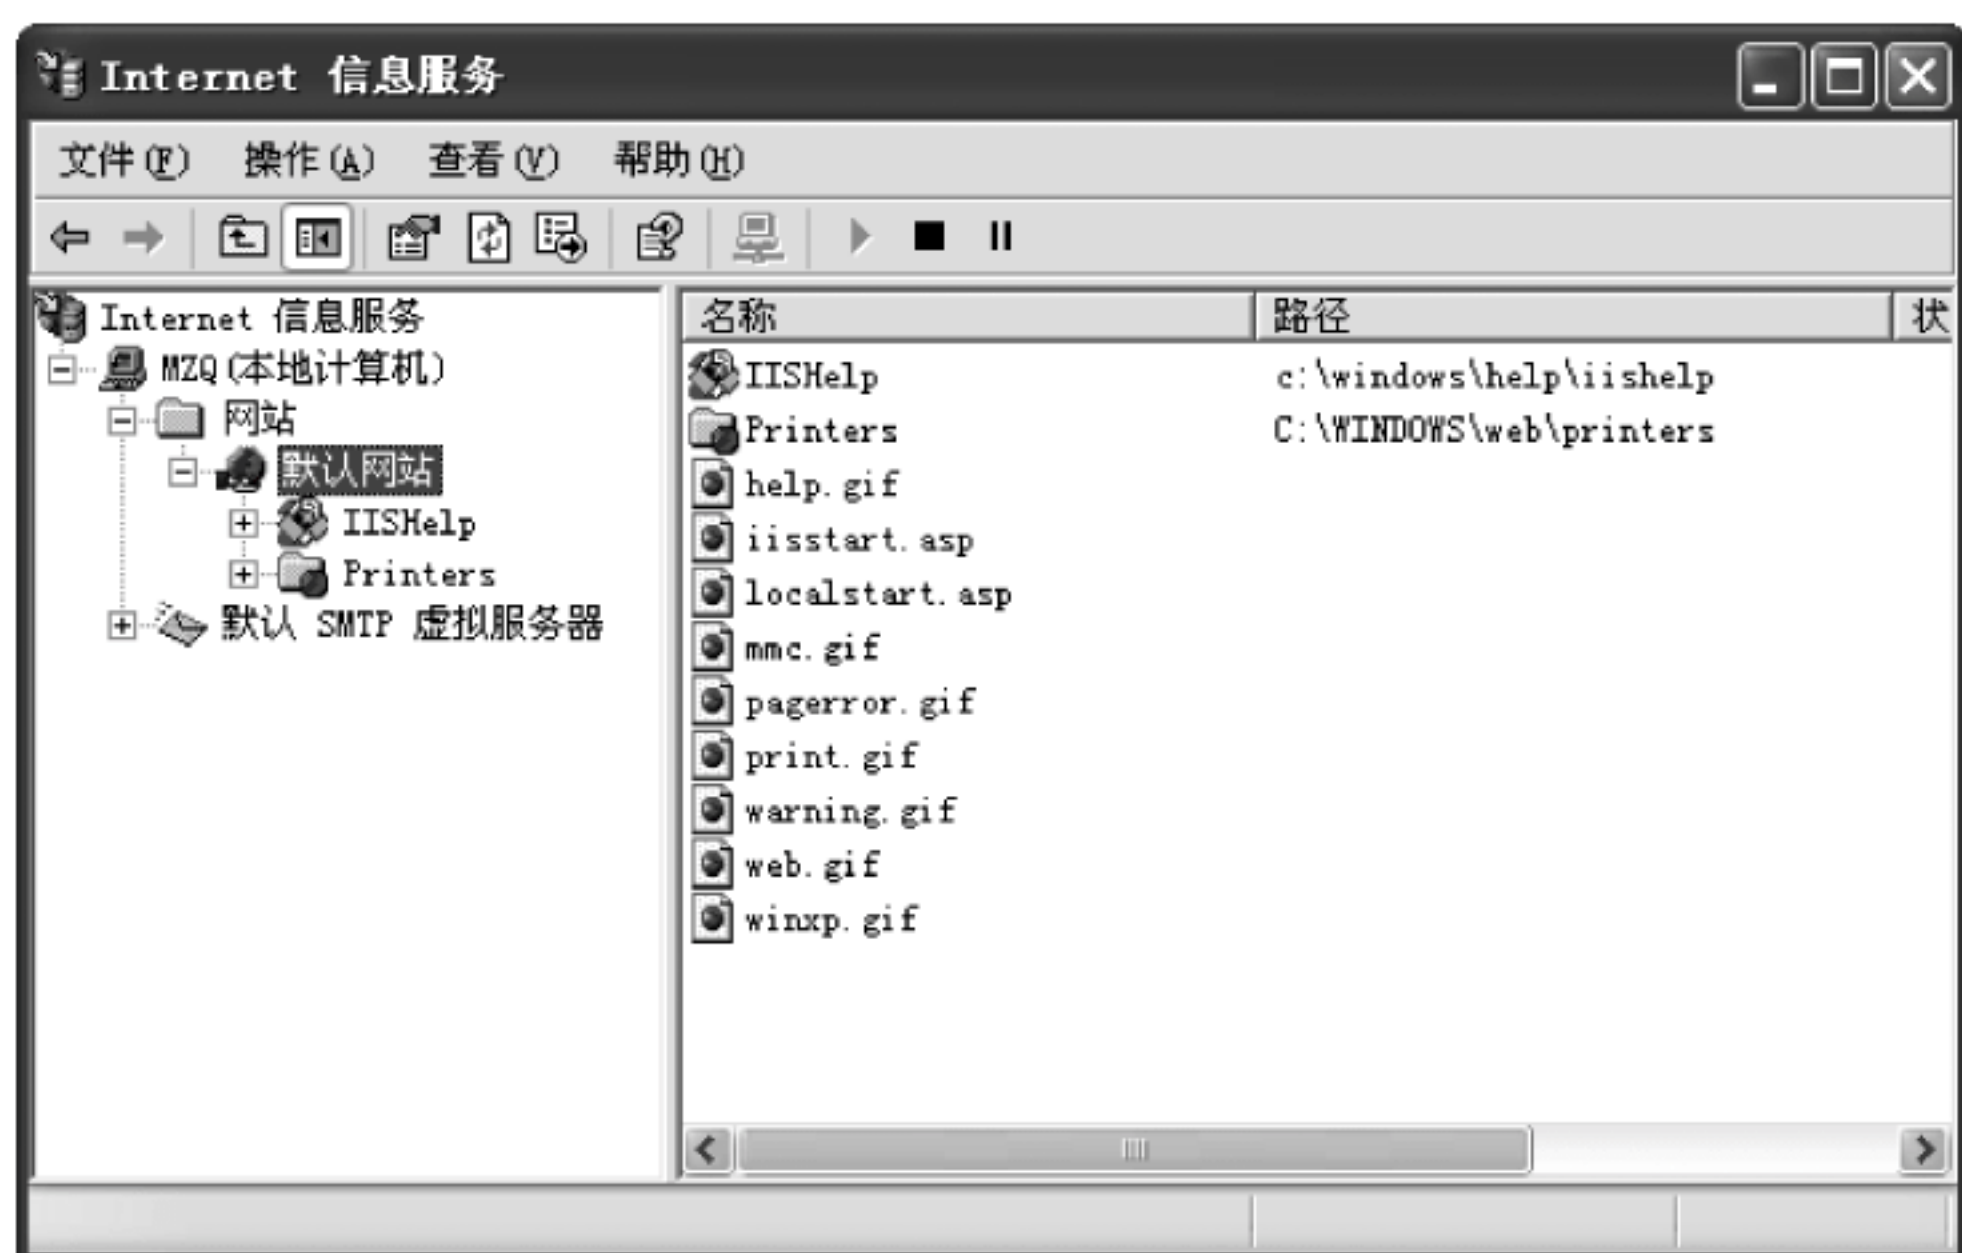 Internet 信息服务
文件(F) 操作(A) 查看(V) 帮助(H)
Internet 信息服务
MZQ(本地计算机)
网站
默认网站
IISHelp
Printers
默认 SMTP 虚拟服务器
名称 路径 状
IISHelp c:\windows\help\iishelp
Printers C:\WINDOWS\web\printers
help.gif
iisstart.asp
localstart.asp
mmc.gif
pagerror.gif
print.gif
warning.gif
web.gif
winxp.gif